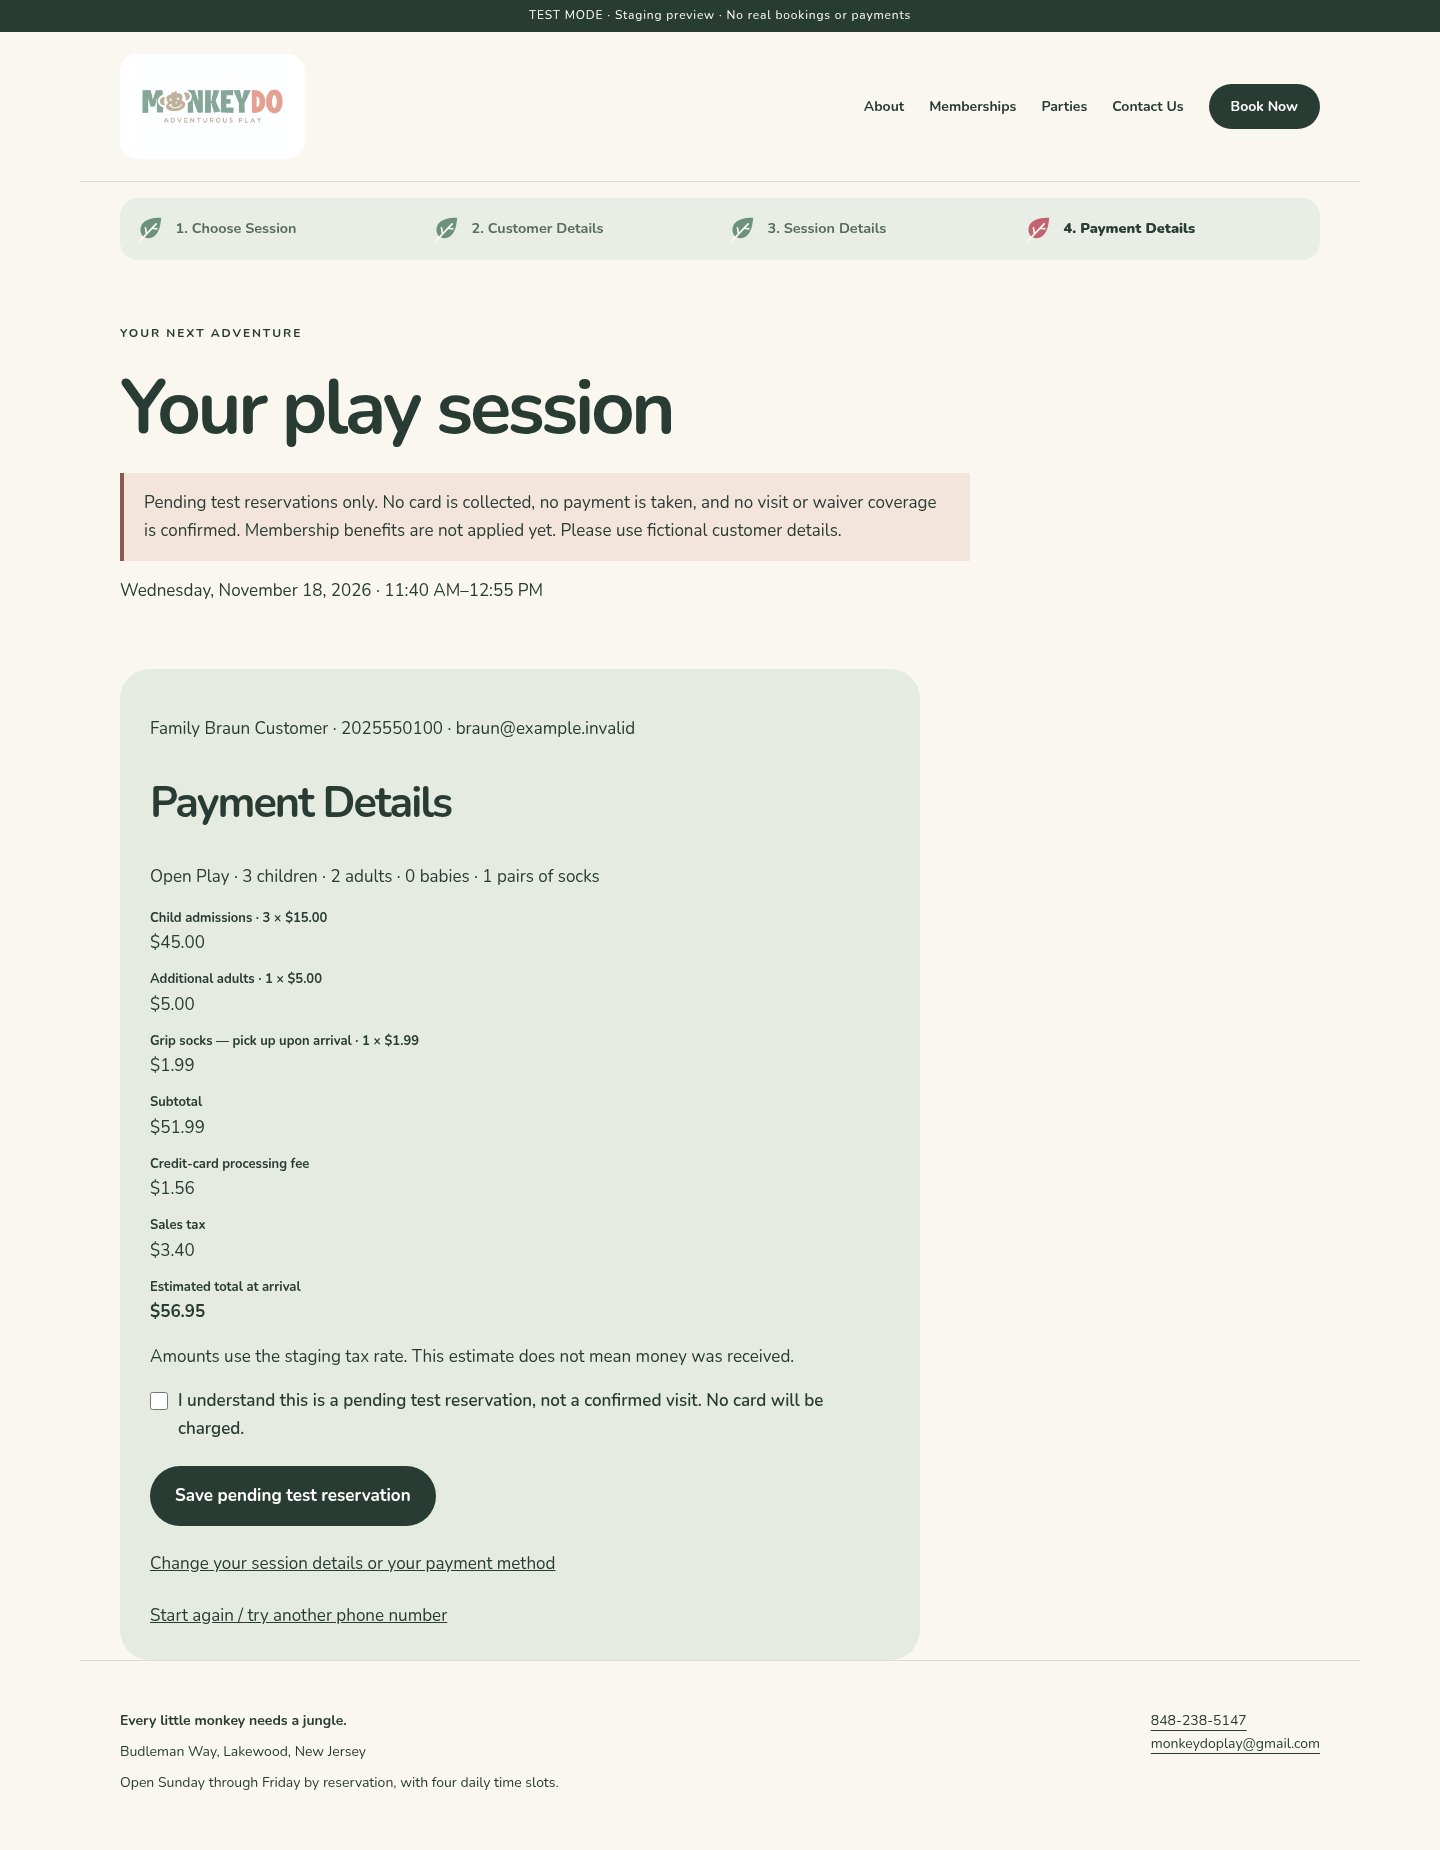 TEST MODE · Staging preview · No real bookings or payments
MONKEYDO
ADVENTUROUS PLAY
About
Memberships
Parties
Contact Us
Book Now
1. Choose Session
2. Customer Details
3. Session Details
4. Payment Details
YOUR NEXT ADVENTURE
Your play session
Pending test reservations only. No card is collected, no payment is taken, and no visit or waiver coverage
is confirmed. Membership benefits are not applied yet. Please use fictional customer details.
Wednesday, November 18, 2026 · 11:40 AM–12:55 PM
Family Braun Customer · 2025550100 · braun@example.invalid
Payment Details
Open Play · 3 children · 2 adults · 0 babies · 1 pairs of socks
Child admissions · 3 × $15.00
$45.00
Additional adults · 1 × $5.00
$5.00
Grip socks — pick up upon arrival · 1 × $1.99
$1.99
Subtotal
$51.99
Credit-card processing fee
$1.56
Sales tax
$3.40
Estimated total at arrival
$56.95
Amounts use the staging tax rate. This estimate does not mean money was received.
I understand this is a pending test reservation, not a confirmed visit. No card will be
charged.
Save pending test reservation
Change your session details or your payment method
Start again / try another phone number
Every little monkey needs a jungle.
Budleman Way, Lakewood, New Jersey
Open Sunday through Friday by reservation, with four daily time slots.
848-238-5147
monkeydoplay@gmail.com